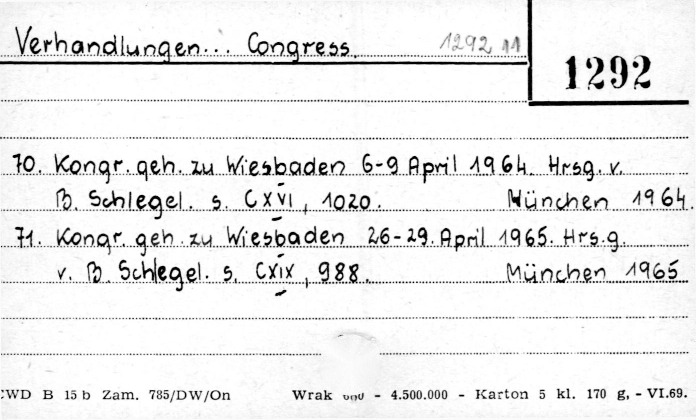 Verhandlungen... Congress. 1292 11
1292
70. Kongr. geh. zu Wiesbaden 6-9 April 1964. Hrsg. v.
B. Schlegel. s. CXVI, 1020. München 1964.
71. Kongr. geh. zu Wiesbaden 26-29. April 1965. Hrs.g.
v. B. Schlegel. s. CXIX, 988. München 1965
CWD B 15 b Zam. 785/DW/On Wrak - 4.500.000 - Karton 5 kl. 170 g, - VI.69.